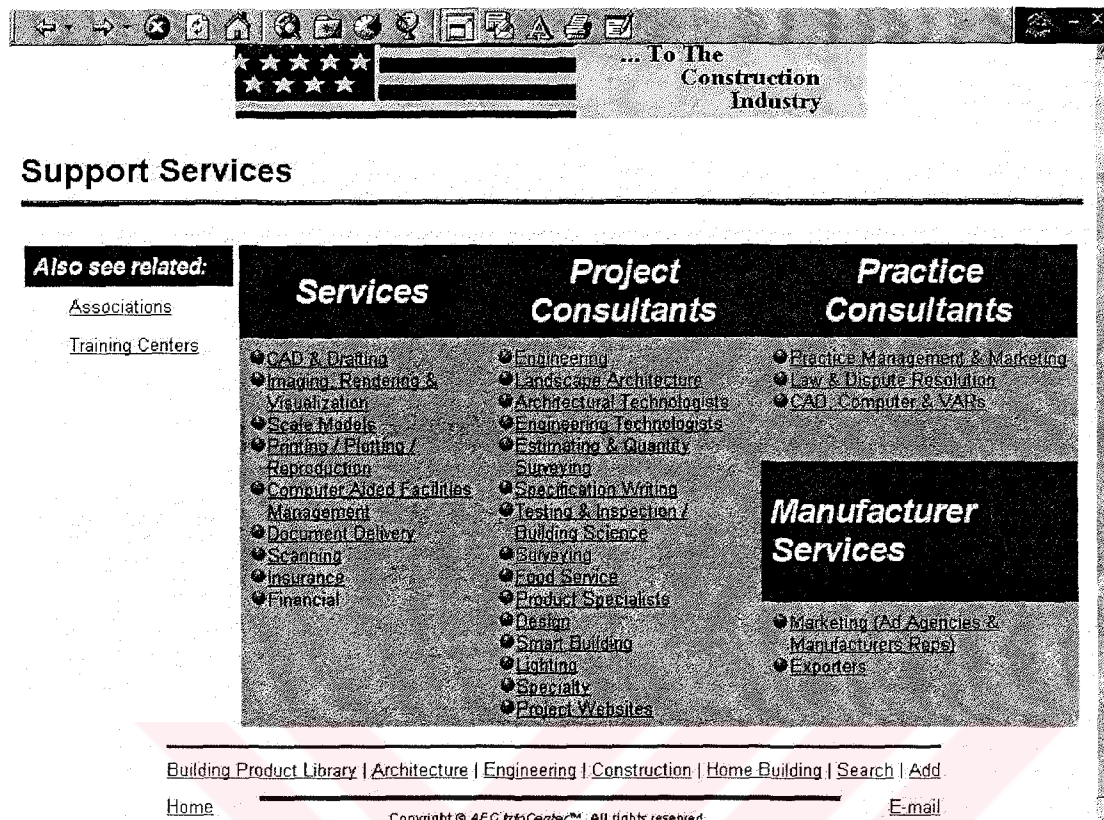 ... To The
Construction
Industry
Support Services
Also see related:
Associations
Training Centers
Services
CAD & Drafting
Imaging, Rendering &
Visualization
Scale Models
Printing / Plotting /
Reproduction
Computer Aided Facilities
Management
Document Delivery
Scanning
Insurance
Financial
Project
Consultants
Engineering
Landscape Architecture
Architectural Technologists
Engineering Technologists
Estimating & Quantity
Surveying
Specification Writing
Testing & Inspection /
Building Science
Surveying
Food Service
Product Specialists
Design
Smart Building
Lighting
Specialty
Project Websites
Practice
Consultants
Practice Management & Marketing
Law & Dispute Resolution
CAD, Computer & VARs
Manufacturer
Services
Marketing (Ad Agencies &
Manufacturers Reps)
Exporters
Building Product Library | Architecture | Engineering | Construction | Home Building | Search | Add
Home
E-mail
Copyright © AEC InfoCenter™. All rights reserved.